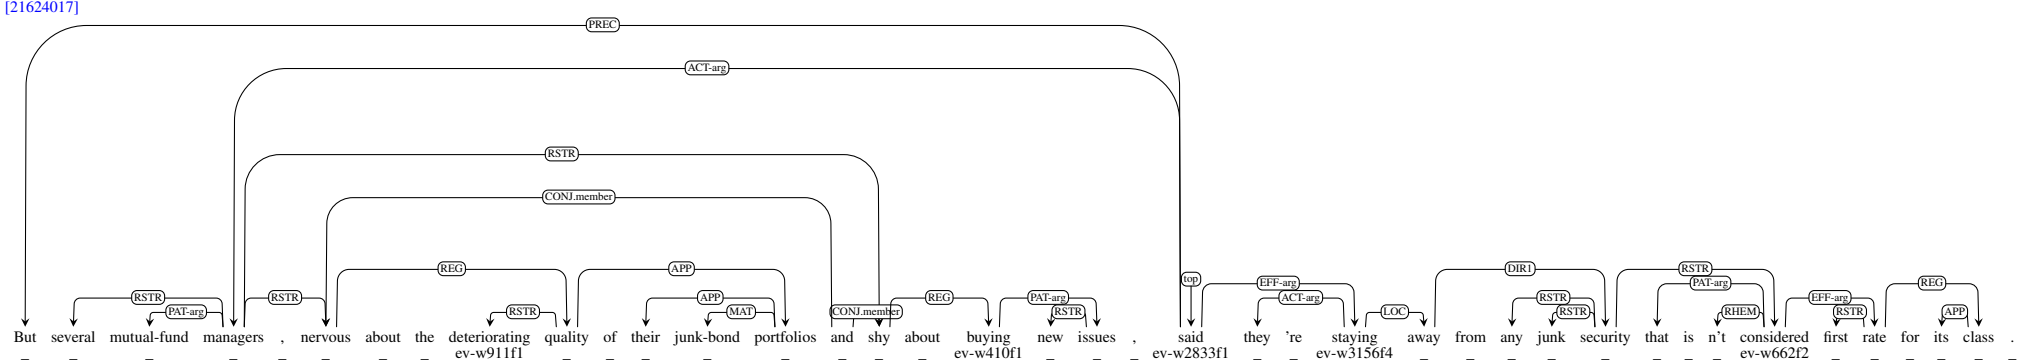 [21624017]
PREC
ACT-arg
RSTR
CONJ.member
REG APP top DIR1 RSTR
EFF-arg PAT-arg REG
RSTR RSTR APP REG PAT-arg ACT-arg RSTR EFF-arg
PAT-arg RSTR MAT CONJ.member RSTR LOC RSTR RHEM RSTR APP
But several mutual-fund managers , nervous about the deteriorating quality of their junk-bond portfolios and shy about buying new issues , said they 're staying away from any junk security that is n't considered first rate for its class .
_ _ _ _ _ _ _ _ ev-w911f1 _ _ _ _ _ _ _ _ ev-w410f1 _ _ _ ev-w2833f1 _ _ ev-w3156f4 _ _ _ _ _ _ _ _ ev-w662f2 _ _ _ _ _ _